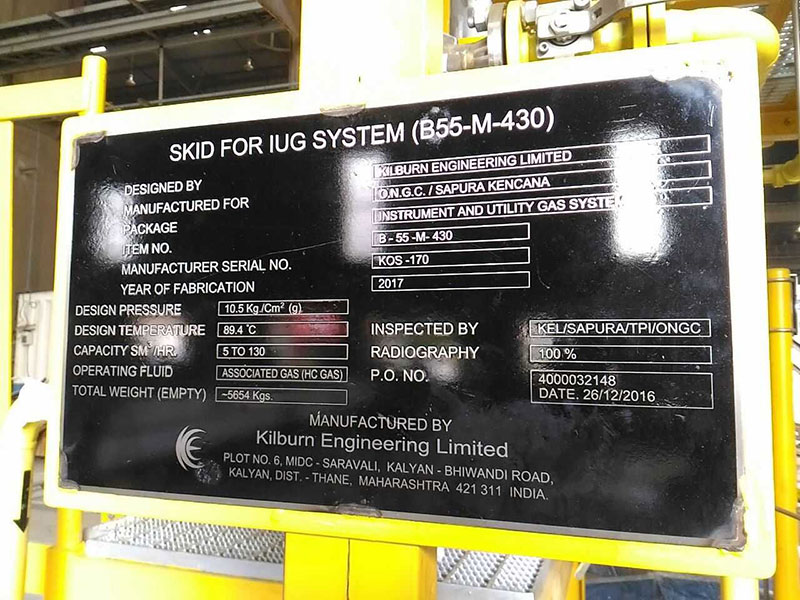 SKID FOR IUG SYSTEM (B55-M-430)
DESIGNED BY KILBURN ENGINEERING LIMITED
MANUFACTURED FOR O.N.G.C. / SAPURA KENCANA
PACKAGE INSTRUMENT AND UTILITY GAS SYSTEM
ITEM NO. B - 55 -M- 430
MANUFACTURER SERIAL NO. KOS -170
YEAR OF FABRICATION 2017
DESIGN PRESSURE 10.5 Kg./Cm² (g)
DESIGN TEMPERATURE 89.4 °C INSPECTED BY KEL/SAPURA/TPI/ONGC
CAPACITY SM³/HR. 5 TO 130 RADIOGRAPHY 100 %
OPERATING FLUID ASSOCIATED GAS (HC GAS) P.O. NO. 4000032148
TOTAL WEIGHT (EMPTY) ~5654 Kgs. DATE. 26/12/2016
MANUFACTURED BY
Kilburn Engineering Limited
PLOT NO. 6, MIDC - SARAVALI, KALYAN - BHIWANDI ROAD,
KALYAN, DIST. - THANE, MAHARASHTRA 421 311 INDIA.